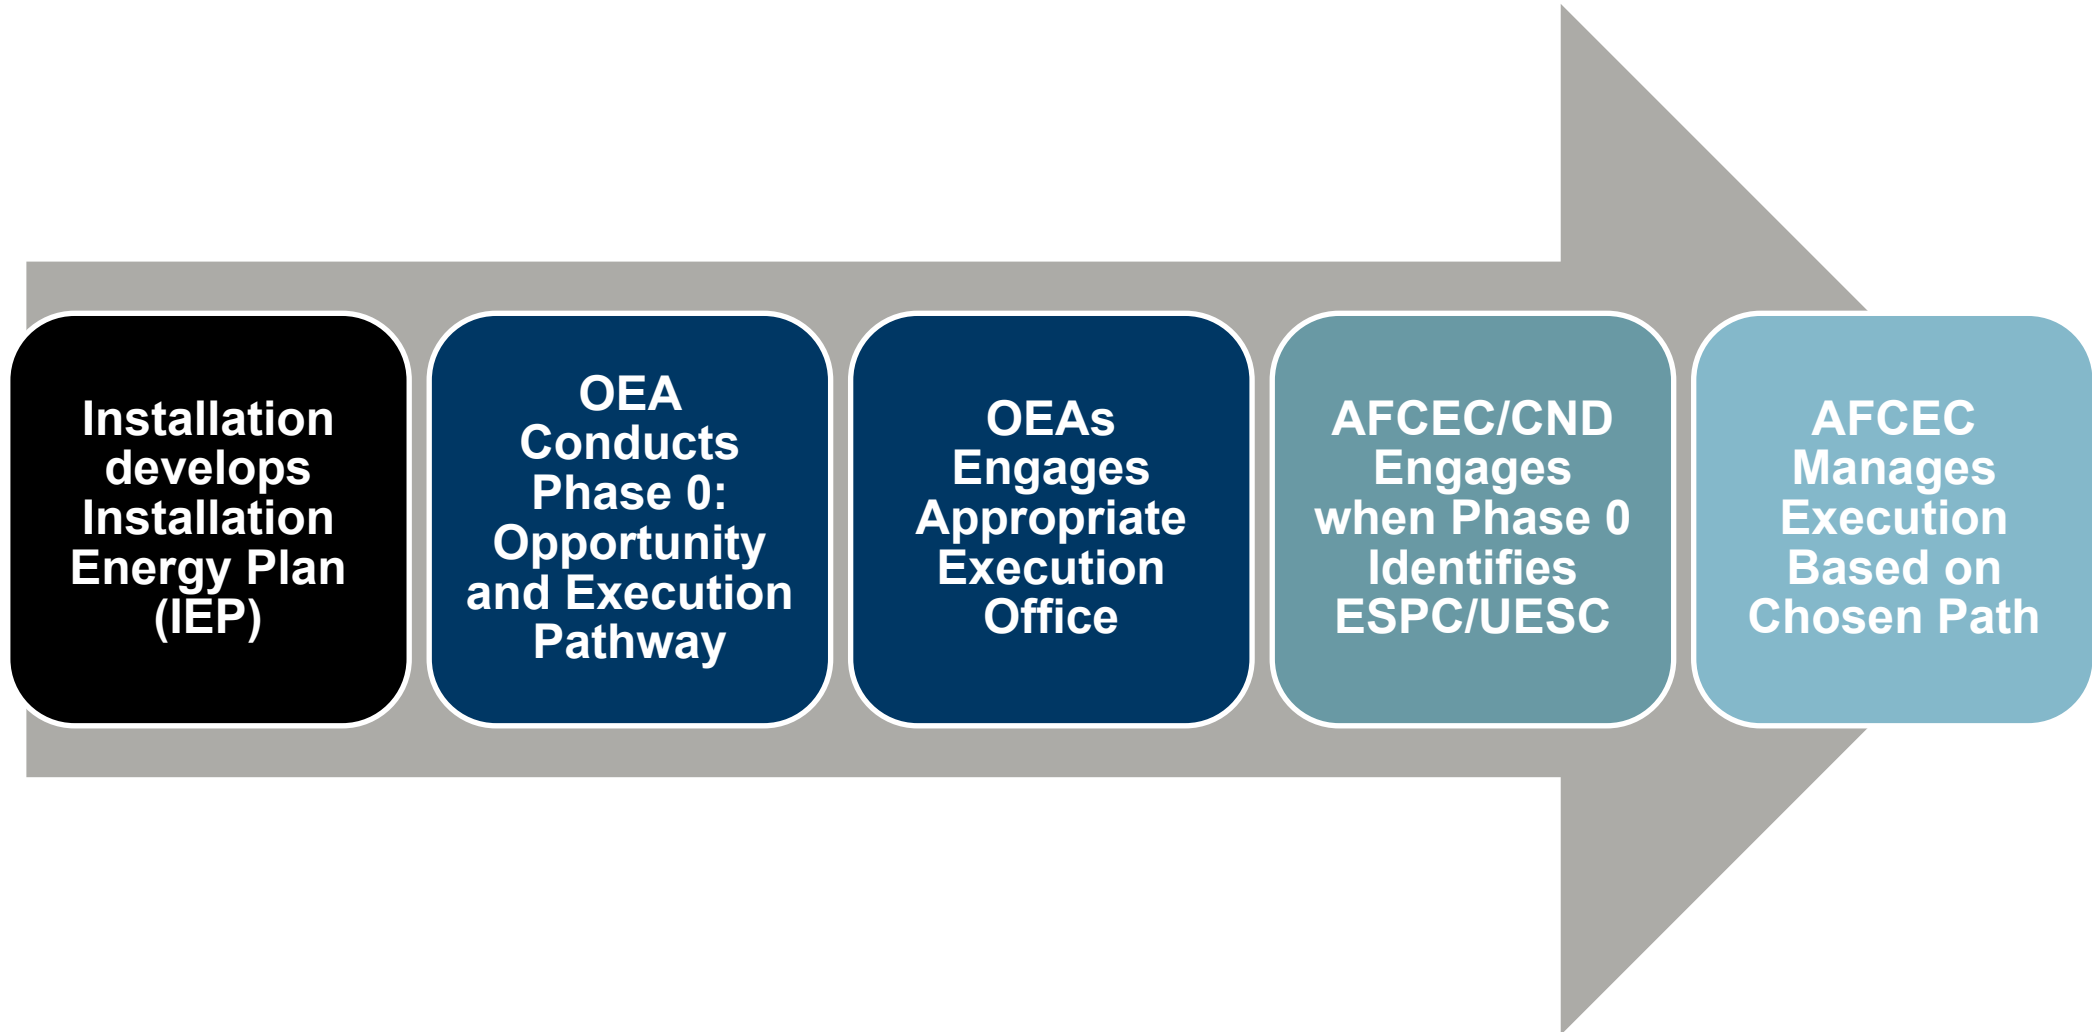 Installation
develops
Installation
Energy Plan
(IEP)
OEA
Conducts
Phase 0:
Opportunity
and Execution
Pathway
OEAs
Engages
Appropriate
Execution
Office
AFCEC/CND
Engages
when Phase 0
Identifies
ESPC/UESC
AFCEC
Manages
Execution
Based on
Chosen Path